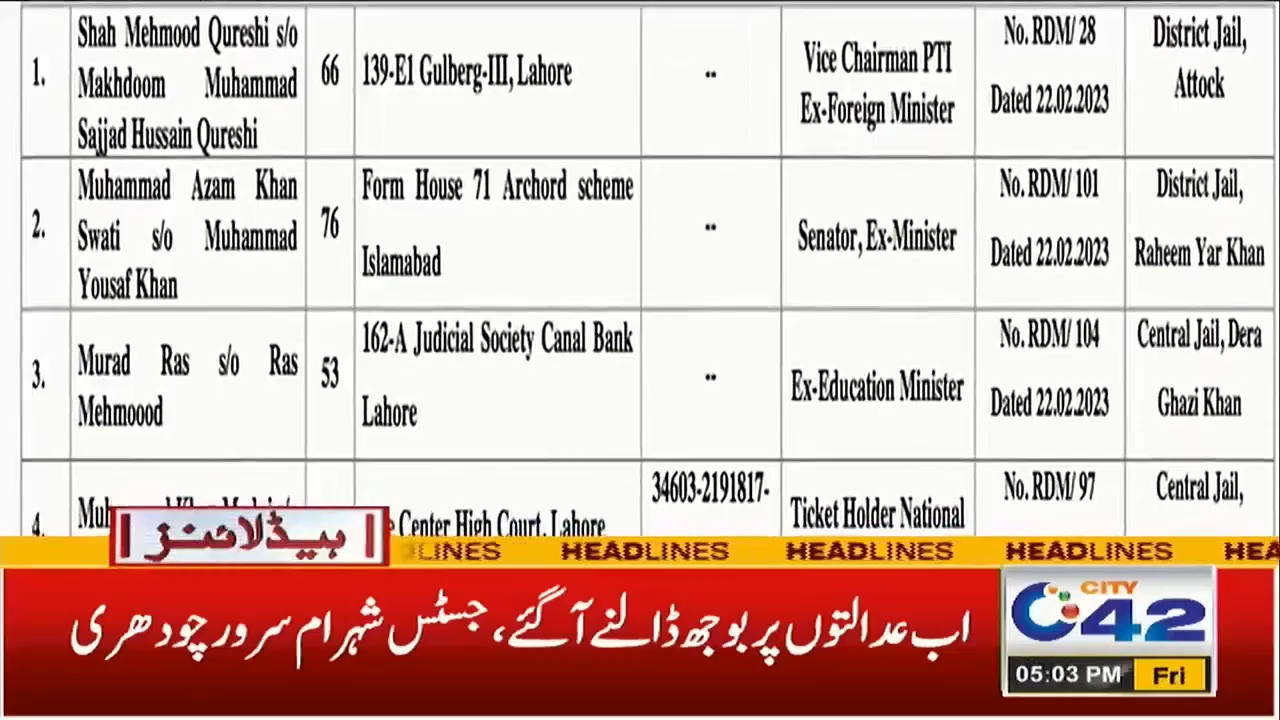 1.
Shah Mehmood Qureshi s/o
Makhdoom Muhammad
Sajjad Hussain Qureshi
66
139-E1 Gulberg-III, Lahore
--
Vice Chairman PTI
Ex-Foreign Minister
No. RDM/ 28
Dated 22.02.2023
District Jail,
Attock
2.
Muhammad Azam Khan
Swati s/o Muhammad
Yousaf Khan
76
Form House 71 Archord scheme
Islamabad
--
Senator, Ex-Minister
No. RDM/ 101
Dated 22.02.2023
District Jail,
Raheem Yar Khan
3.
Murad Ras s/o Ras
Mehmoood
53
162-A Judicial Society Canal Bank
Lahore
--
Ex-Education Minister
No. RDM/ 104
Dated 22.02.2023
Central Jail, Dera
Ghazi Khan
4.
Center High Court, Lahore
34603-2191817-
Ticket Holder National
No. RDM/ 97
Central Jail,
ہیڈلائنز
LINES HEADLINES HEADLINES HEADLINES HEA
اب عدالتوں پر بوجھ ڈالنے آگئے، جسٹس شہرام سرور چودھری
CITY
42
05:03 PM Fri